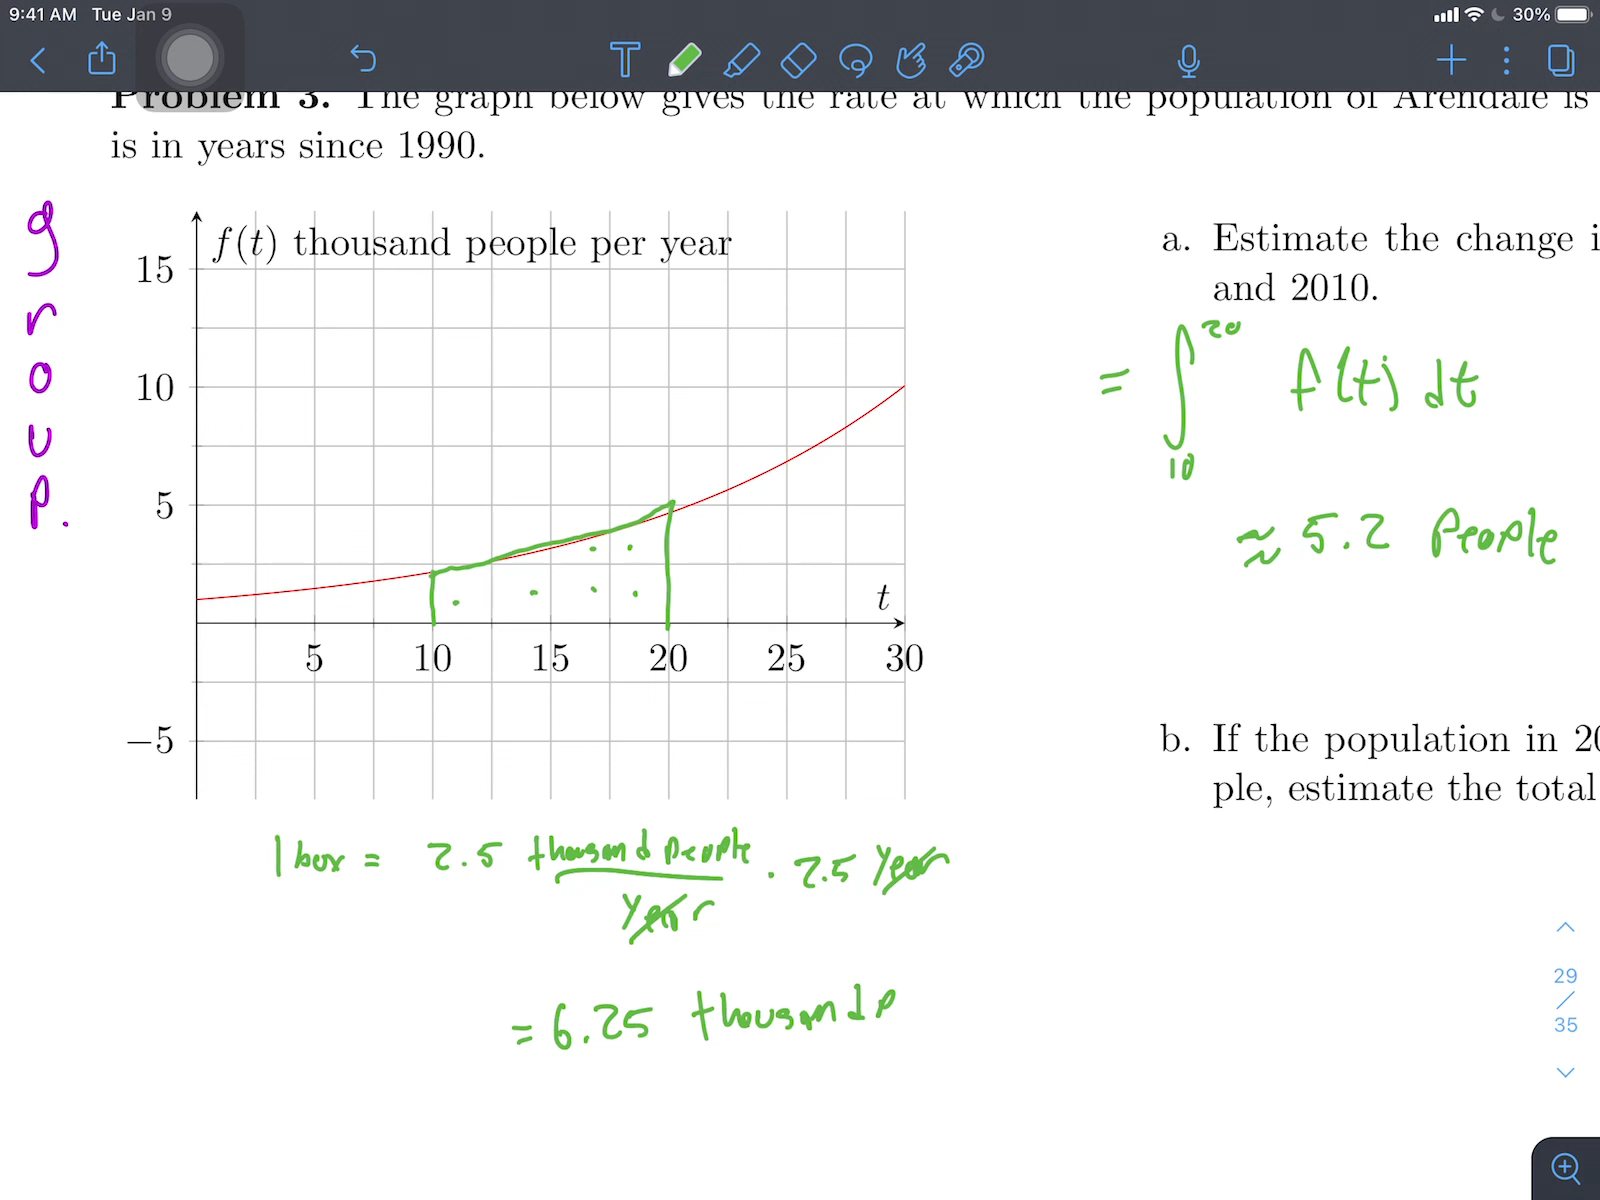 9:41 AM Tue Jan 9
30%
Problem 3. The graph below gives the rate at which the population of Arendale is
is in years since 1990.
group.
f(t) thousand people per year
15
10
5
-5
t
5 10 15 20 25 30
a. Estimate the change i
and 2010.
= ∫₁₀²⁰ f(t) dt
≈ 5.2 People
b. If the population in 20
ple, estimate the total
1 box = 2.5 thousand people / year · 2.5 year
= 6.25 thousand p
29
/
35